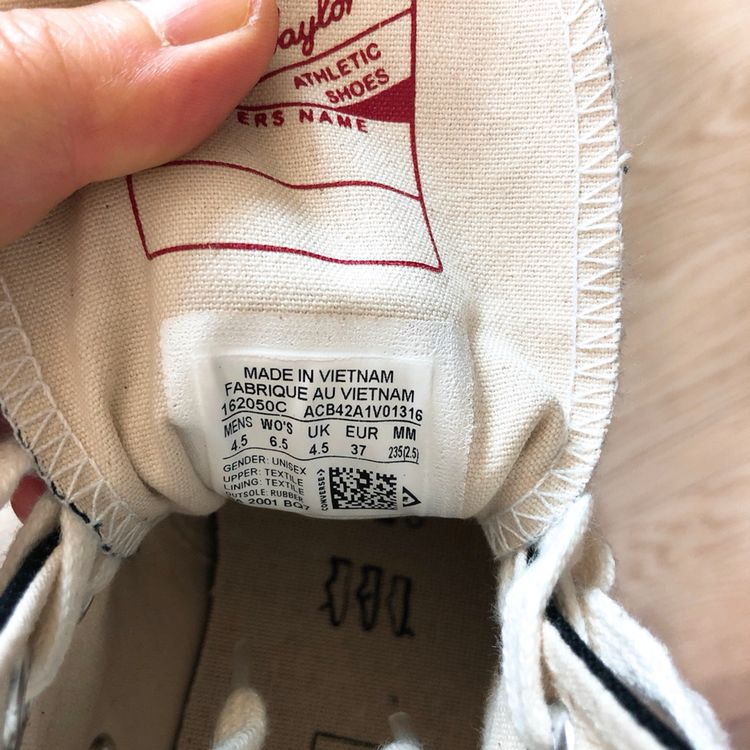 aylor
ATHLETIC
SHOES
ERS NAME
MADE IN VIETNAM
FABRIQUE AU VIETNAM
162050C ACB42A1V01316
MENS WO'S UK EUR MM
4.5 6.5 4.5 37 235(2.5)
GENDER: UNISEX
UPPER: TEXTILE
LINING: TEXTILE
OUTSOLE: RUBBER
2001 BQ7
CONVERSE